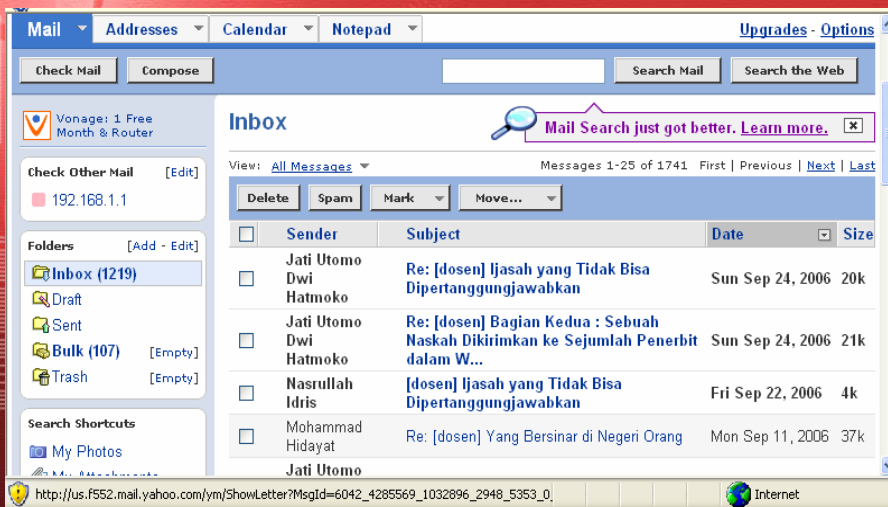 Mail Addresses Calendar Notepad Upgrades - Options
Check Mail Compose Search Mail Search the Web
Vonage: 1 Free
Month & Router
Inbox
Mail Search just got better. Learn more.
View: All Messages Messages 1-25 of 1741 First | Previous | Next | Last
Check Other Mail [Edit]
192.168.1.1
Delete Spam Mark Move...
Folders [Add - Edit]
Inbox (1219)
Draft
Sent
Bulk (107) [Empty]
Trash [Empty]
Search Shortcuts
My Photos
My Attachments
Sender Subject Date Size
Jati Utomo
Dwi
Hatmoko
Re: [dosen] Ijasah yang Tidak Bisa
Dipertanggungjawabkan
Sun Sep 24, 2006 20k
Jati Utomo
Dwi
Hatmoko
Re: [dosen] Bagian Kedua : Sebuah
Naskah Dikirimkan ke Sejumlah Penerbit
dalam W...
Sun Sep 24, 2006 21k
Nasrullah
Idris
[dosen] Ijasah yang Tidak Bisa
Dipertanggungjawabkan
Fri Sep 22, 2006 4k
Mohammad
Hidayat
Re: [dosen] Yang Bersinar di Negeri Orang
Mon Sep 11, 2006 37k
Jati Utomo
http://us.f552.mail.yahoo.com/ym/ShowLetter?MsgId=6042_4285569_1032896_2948_5353_0_ Internet